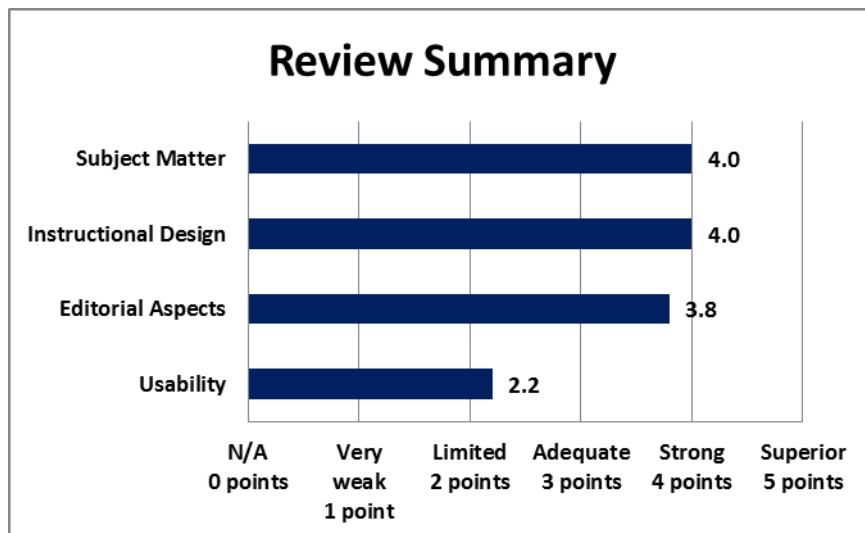 Review Summary
Subject Matter
4.0
Instructional Design
4.0
Editorial Aspects
3.8
Usability
2.2
N/A Very Limited Adequate Strong Superior
0 points weak 2 points 3 points 4 points 5 points
1 point